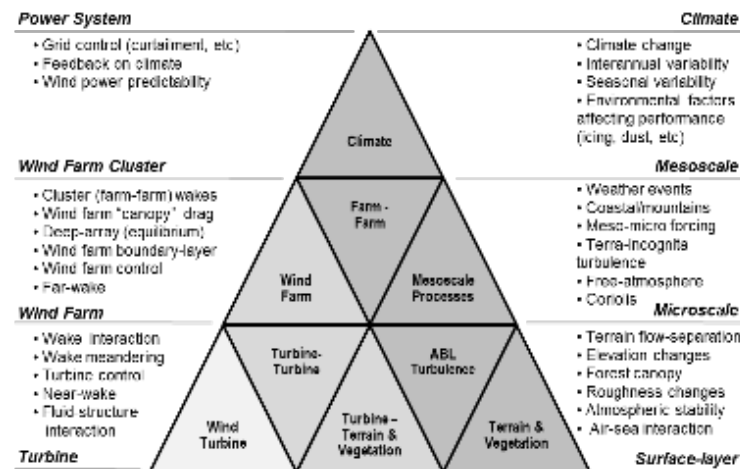 Power System
• Grid control (curtailment, etc)
• Feedback on climate
• Wind power predictability
Climate
• Climate change
• Interannual variability
• Seasonal variability
• Environmental factors
affecting performance
(icing, dust, etc)
Climate
Wind Farm Cluster
• Cluster (farm-farm) wakes
• Wind farm "canopy" drag
• Deep-array (equilibrium)
• Wind farm boundary-layer
• Wind farm control
• Far-wake
Mesoscale
• Weather events
• Coastal/mountains
• Meso-micro forcing
• Terra-incognita
turbulence
• Free-atmosphere
• Coriolis
Farm -
Farm
Wind
Farm
Mesoscale
Processes
Wind Farm
• Wake interaction
• Wake meandering
• Turbine control
• Near-wake
• Fluid structure
interaction
Microscale
• Terrain flow-separation
• Elevation changes
• Forest canopy
• Roughness changes
• Atmospheric stability
• Air-sea interaction
Turbine-
Turbine
ABL
Turbulence
Wind
Turbine
Turbine –
Terrain &
Vegetation
Terrain &
Vegetation
Turbine
Surface-layer